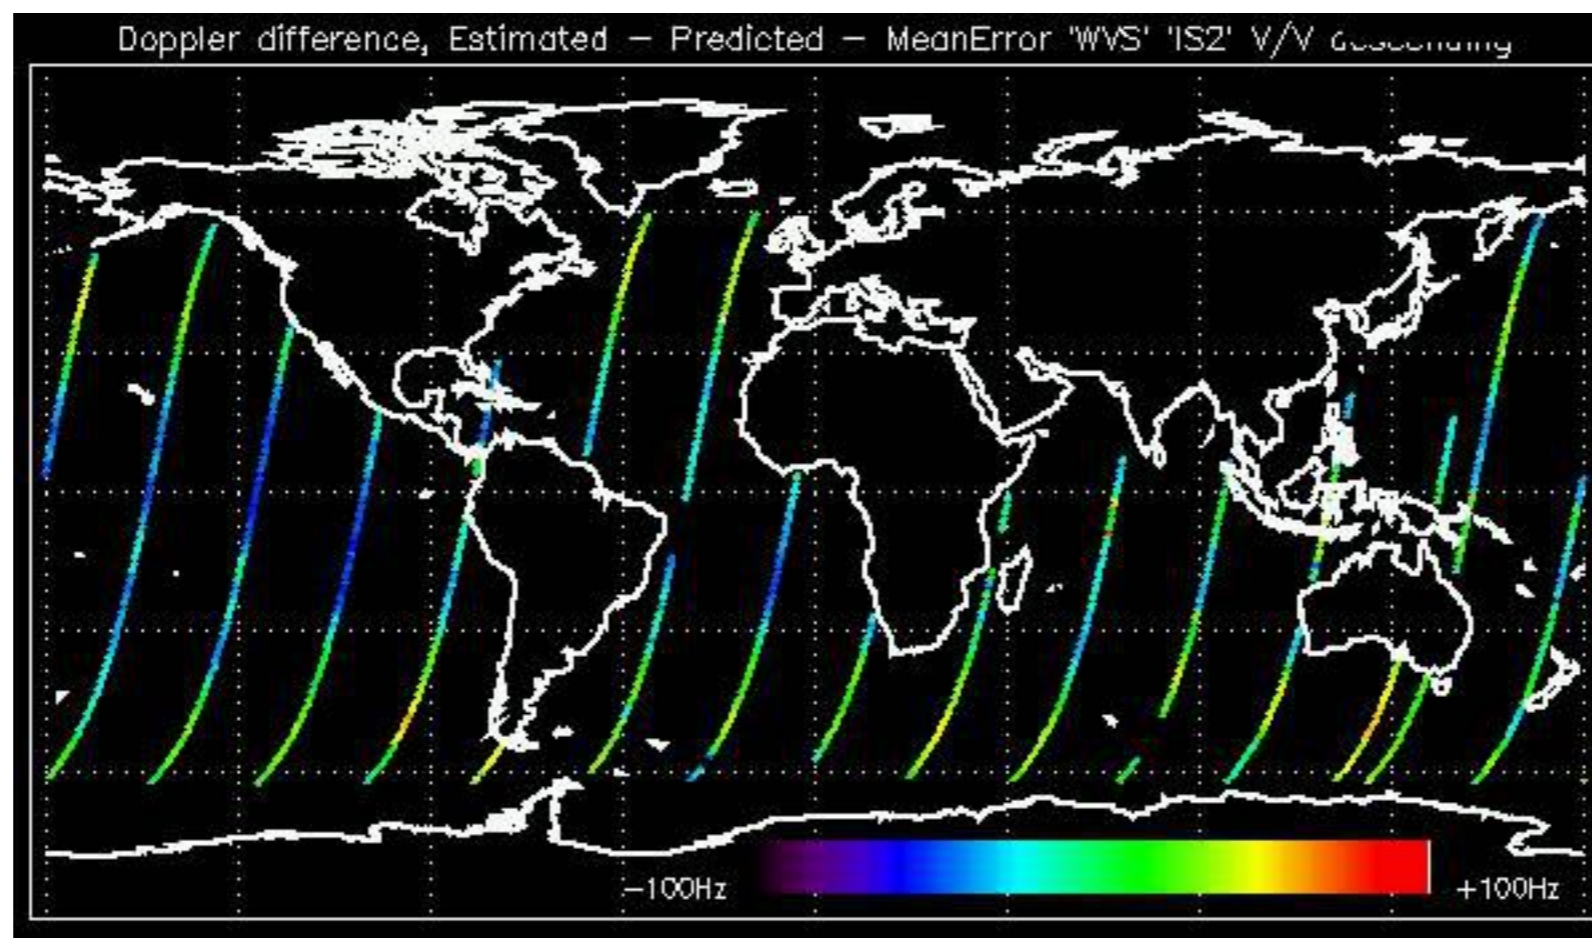 Doppler difference, Estimated – Predicted – MeanError 'WVS' 'IS2' V/V
–100Hz
+100Hz